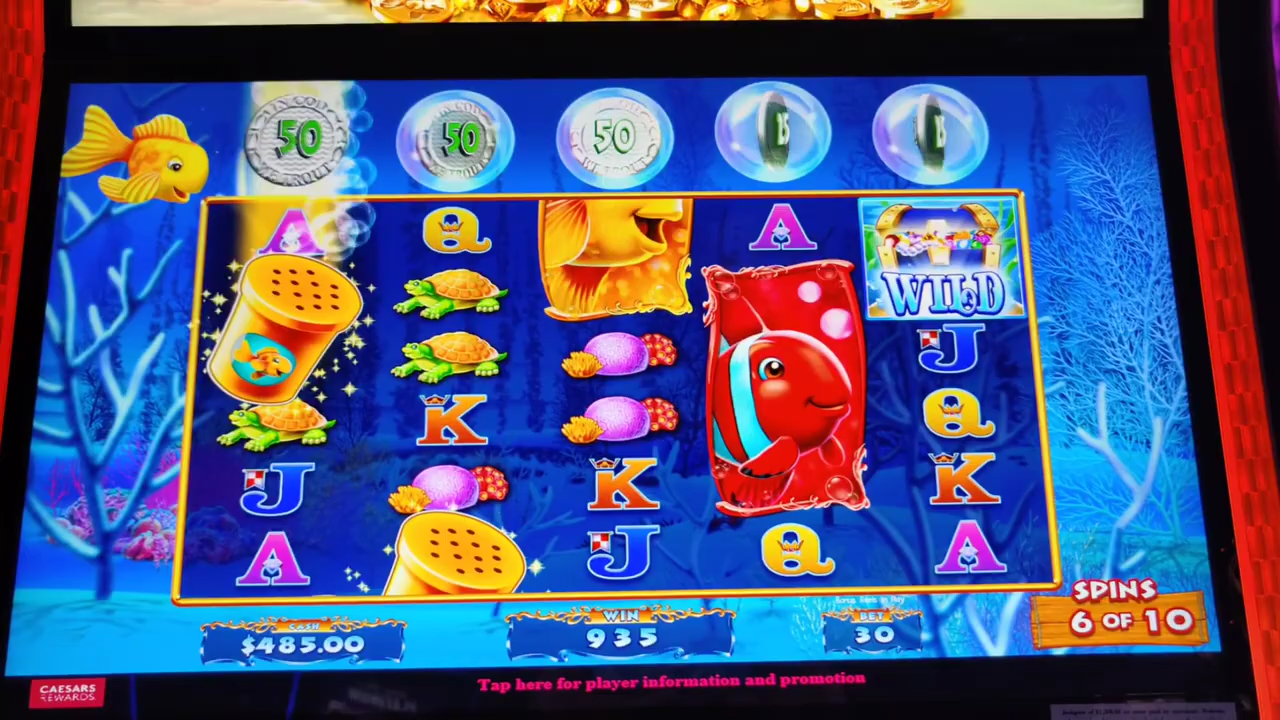 50
50
50
A
Q
A
WILD
J
K
Q
J
K
K
A
J
Q
A
CASH
$485.00
WIN
935
BET
30
SPINS
6 OF 10
CAESARS
REWARDS
Tap here for player information and promotion